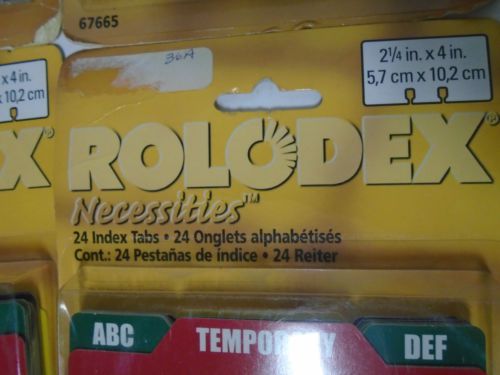 67665
36A
x 4 in.
x 10,2 cm
2¼ in. x 4 in.
5,7 cm x 10,2 cm
X®
ROLODEX®
Necessities™
24 Index Tabs • 24 Onglets alphabétisés
Cont.: 24 Pestañas de índice • 24 Reiter
ABC
DEF